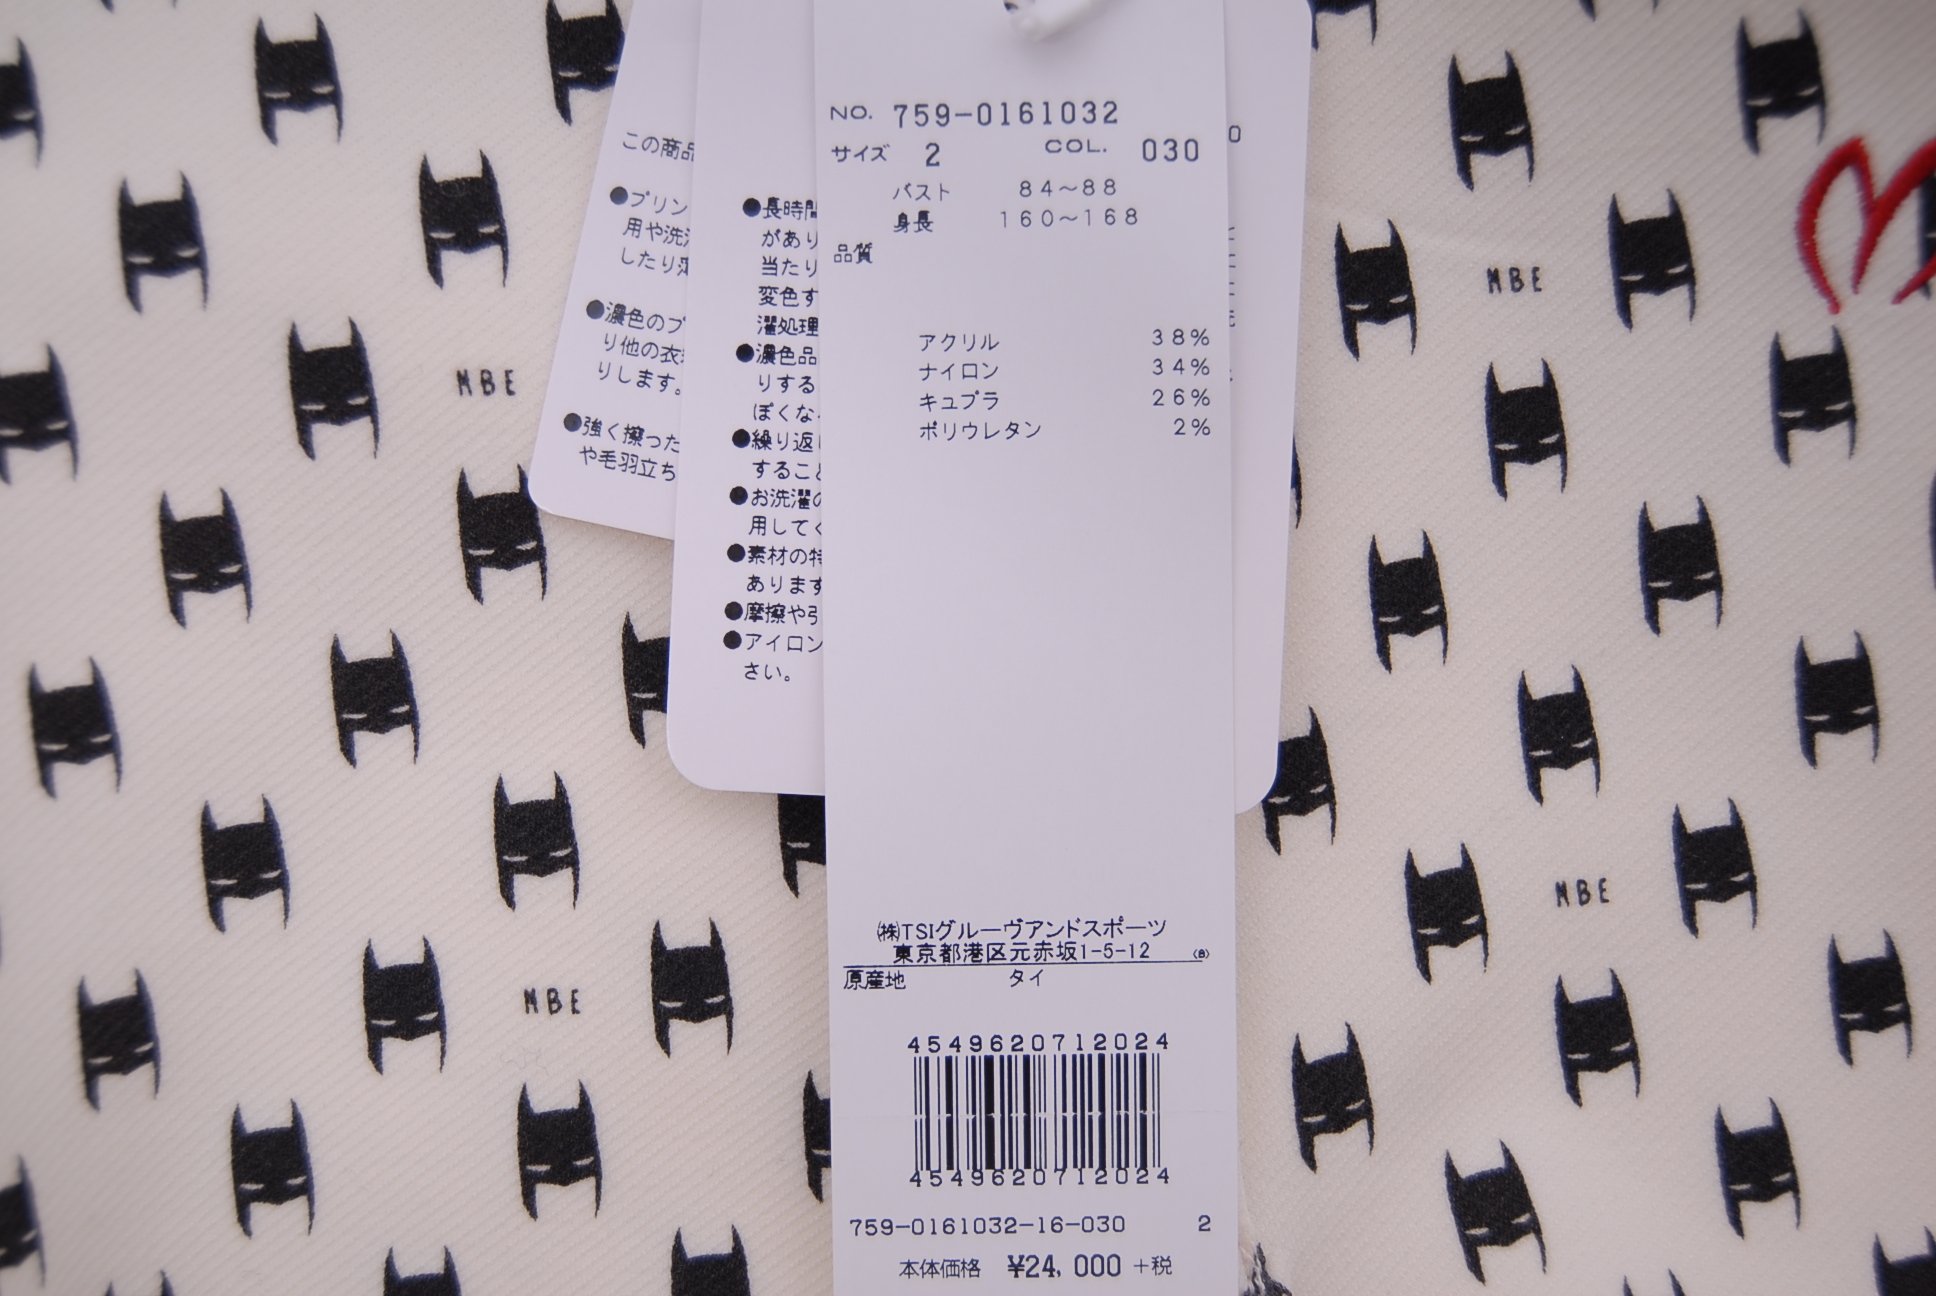 NO. 759-0161032
サイズ 2 COL. 030
バスト 84～88
身長 160～168
品質
アクリル 38%
ナイロン 34%
キュプラ 26%
ポリウレタン 2%
㈱TSIグルーヴアンドスポーツ
東京都港区元赤坂1-5-12
原産地 タイ
4549620712024
4549620712024
759-0161032-16-030 2
本体価格 ¥24,000 +税
この商品
●プリン
用や洗
したり
●濃色のプ
り他の衣
りします。
●強く擦った
や毛羽立ち
●長時間
があり
当たり
変色す
濯処理
●濃色品
りする
ぽくな
●繰り返
すること
●お洗濯の
用してく
●素材の特
あります
●摩擦や引
●アイロン
さい。
MBE
MBE
MBE
MBE